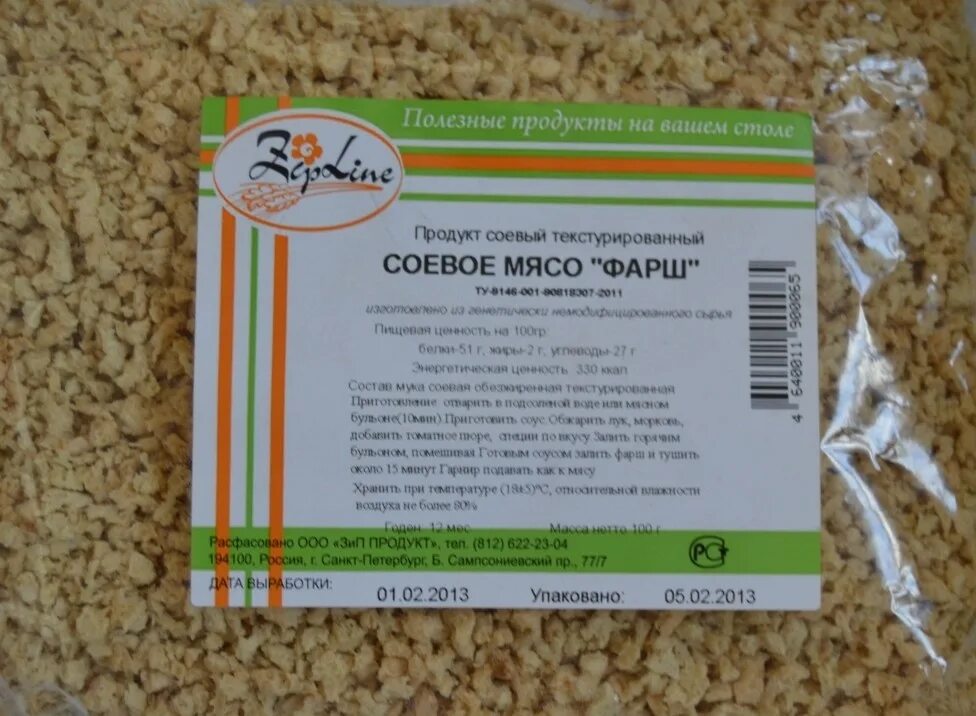 Полезные продукты на вашем столе
ZipLine
Продукт соевый текстурированный
СОЕВОЕ МЯСО "ФАРШ"
ТУ-9146-001-90818307-2011
изготовлено из генетически немодифицированного сырья
Пищевая ценность на 100гр:
белки-51 г, жиры-2 г, углеводы-27 г
Энергетическая ценность 330 ккал
Состав мука соевая обезжиренная текстурированная
Приготовление отварить в подсоленой воде или мясном
бульоне(10мин).Приготовить соус. Обжарить лук, морковь,
добавить томатное пюре, специи по вкусу Залить горячим
бульоном, помешивая. Готовым соусом залить фарш и тушить
около 15 минут Гарнир подавать как к мясу
Хранить при температуре (18±5)°С, относительной влажности
воздуха не более 80%
Годен 12 мес Масса нетто 100 г
Расфасовано ООО «ЗиП ПРОДУКТ», тел. (812) 622-23-04
194100, Россия, г. Санкт-Петербург, Б. Сампсониевский пр., 77/7
РСТ
ДАТА ВЫРАБОТКИ: 01.02.2013 Упаковано: 05.02.2013
4 640011 900065